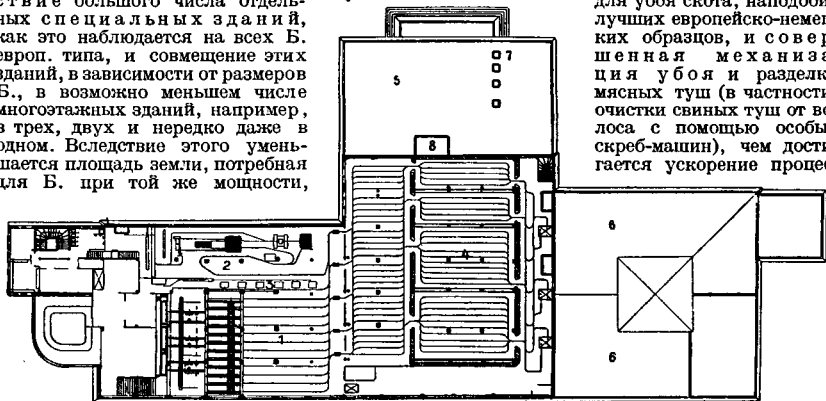 ствие большого числа отдель-
ных специальных зданий,
как это наблюдается на всех Б.
европ. типа, и совмещение этих
зданий, в зависимости от размеров
Б., в возможно меньшем числе
многоэтажных зданий, например,
в трех, двух и нередко даже в
одном. Вследствие этого умень-
шается площадь земли, потребная
для Б. при той же мощности,
для убоя скота, наподоби
лучших европейско-немец
ких образцов, и совер
шенная механиза
ция убоя и разделк
мясных туш (в частности
очистки свиных туш от во
лоса с помощью особы
скреб-машин), чем дости
гается ускорение процес
5
7
8
6
2
4
3
1
6